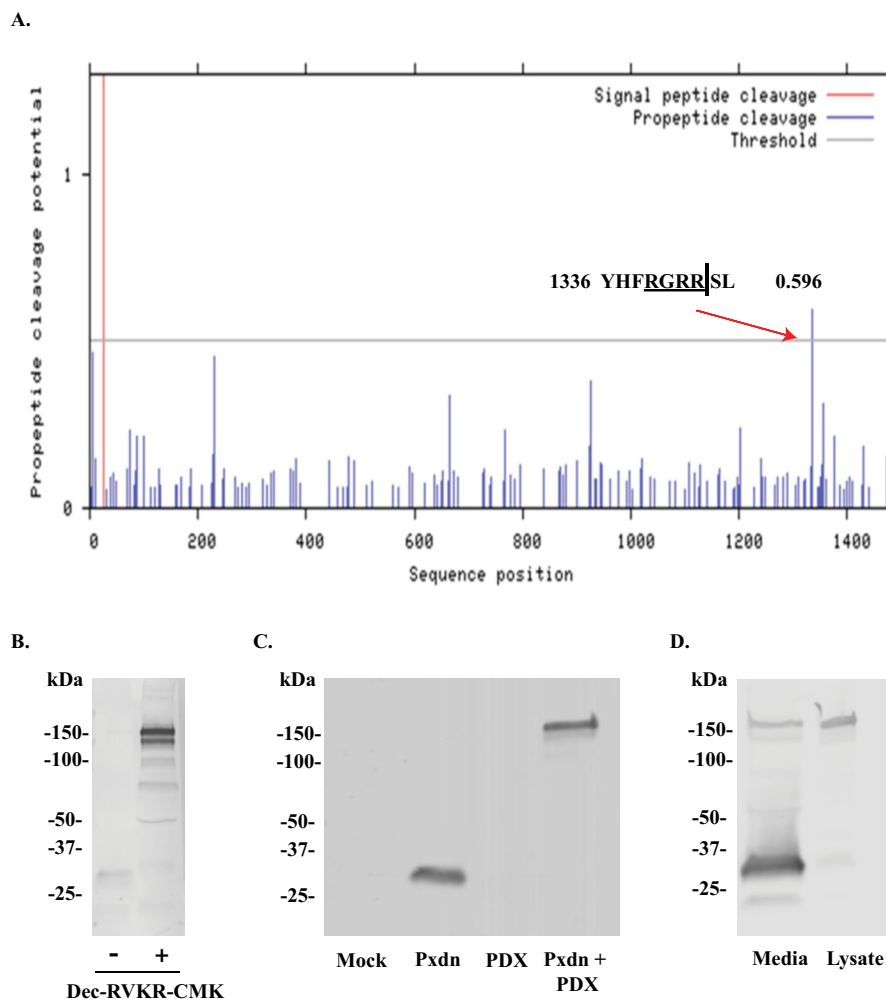 A.
Signal peptide cleavage
Propeptide cleavage
Threshold
Propeptide cleavage potential
1
0
1336 YHFRGRR|SL 0.596
0 200 400 600 800 1000 1200 1400
Sequence position
B.
kDa
-150-
-100-
-50-
-37-
-25-
- +
Dec-RVKR-CMK
C.
kDa
-150-
-100-
-50-
-37-
-25-
Mock Pxdn PDX Pxdn +
PDX
D.
kDa
-150-
-100-
-50-
-37-
-25-
Media Lysate